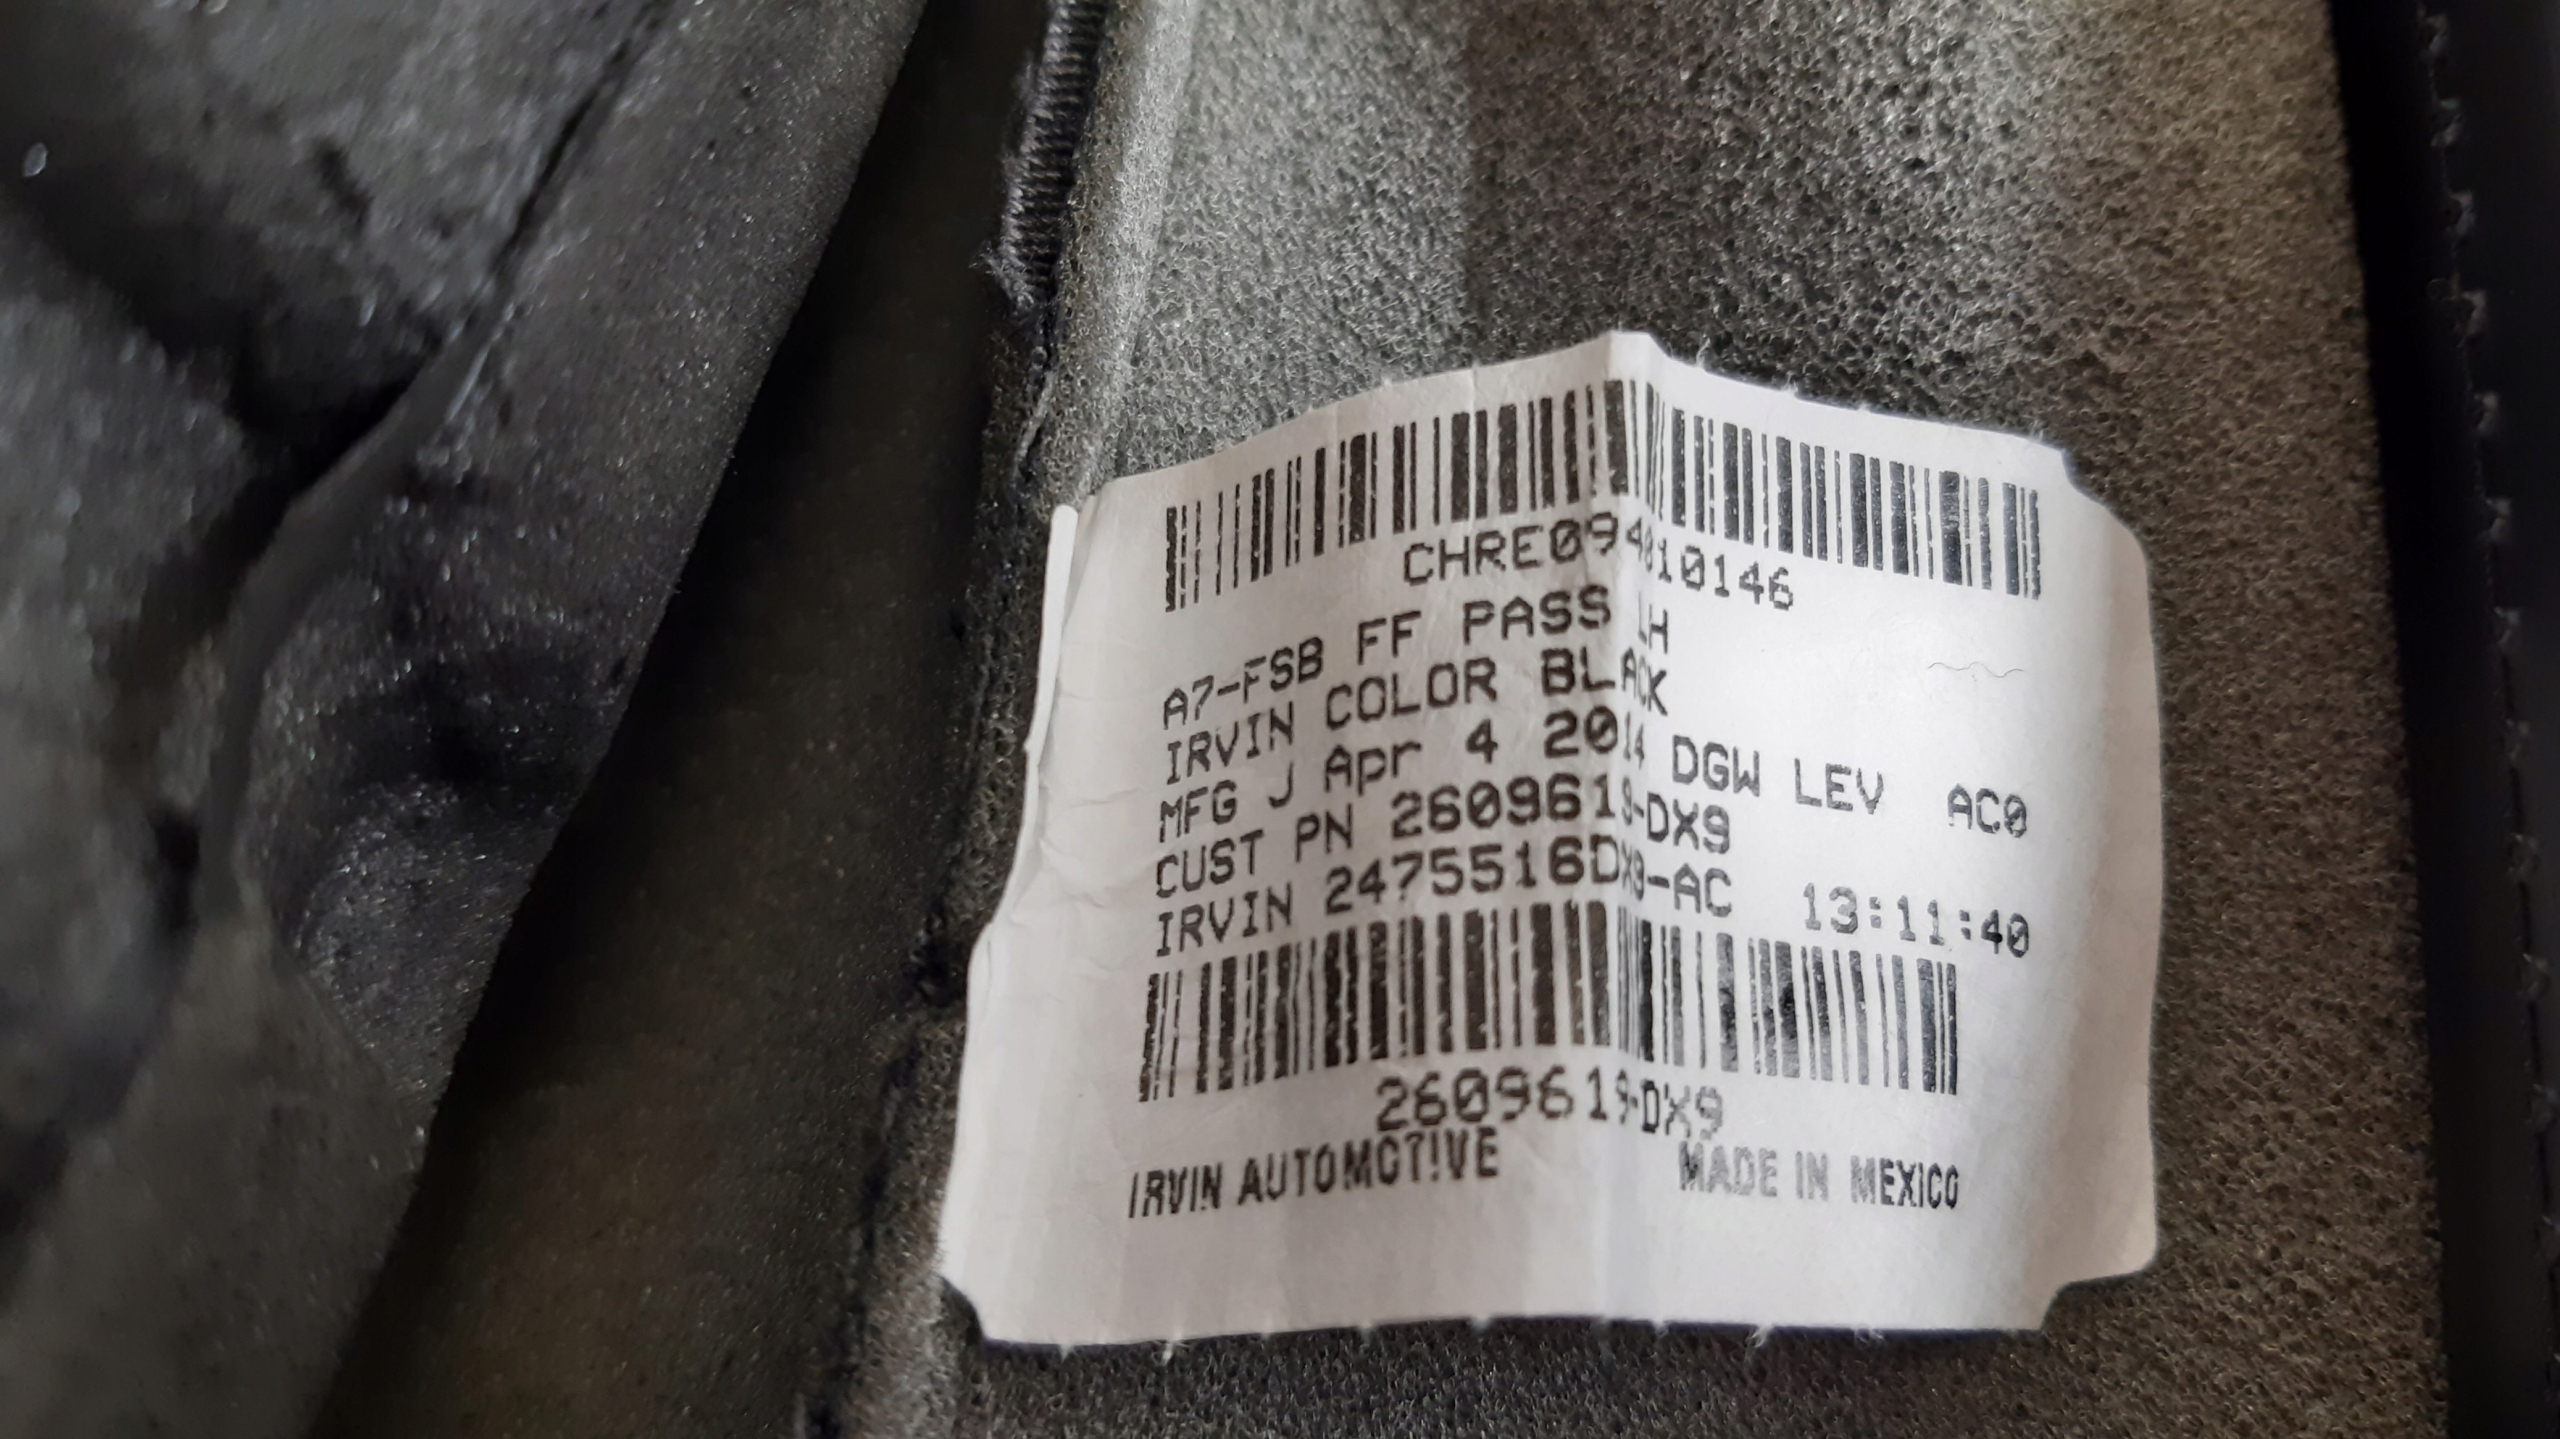 CHRE094010146
A7-FSB FF PASS LH
IRVIN COLOR BLACK
MFG J Apr 4 2014 DGW LEV AC0
CUST PN 2609619-DX9
IRVIN 2475516DX9-AC 13:11:40
2609619-DX9
IRVIN AUTOMOTIVE MADE IN MEXICO